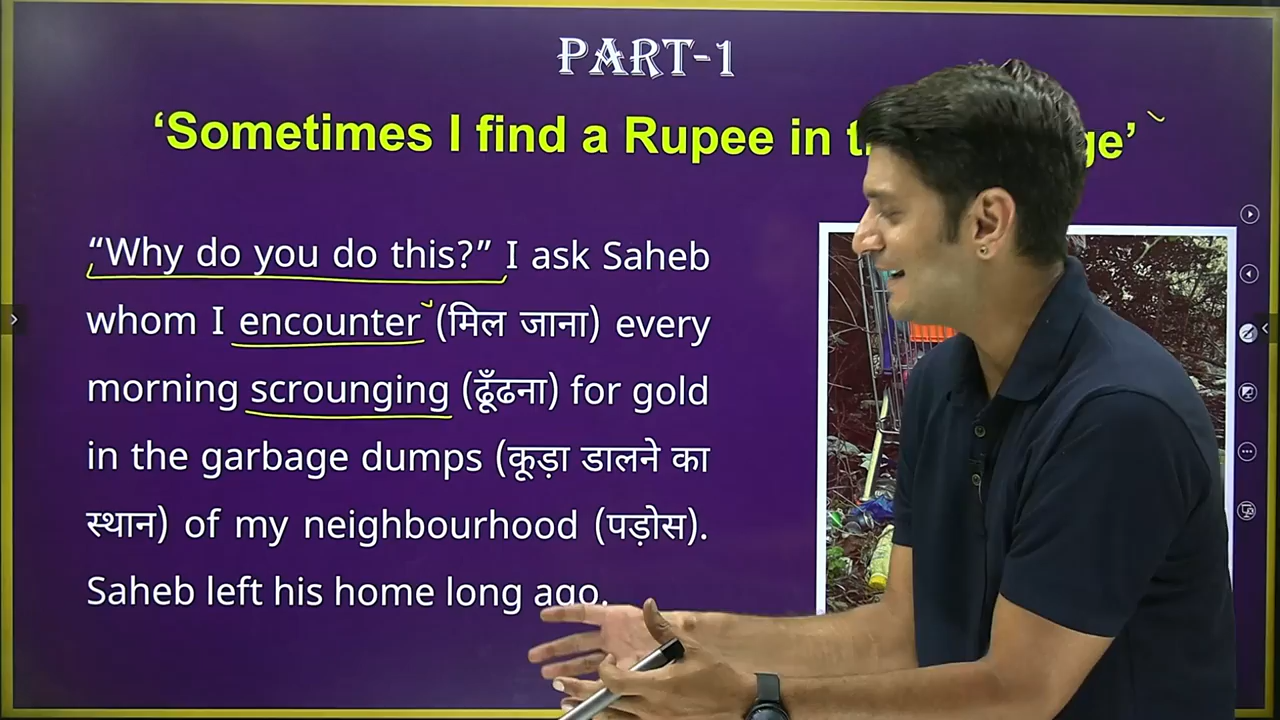 PART-1
‘Sometimes I find a Rupee in
“Why do you do this?” I ask Saheb
whom I encounter (मिल जाना) every
morning scrounging (ढूँढना) for gold
in the garbage dumps (कूड़ा डालने का
स्थान) of my neighbourhood (पड़ोस).
Saheb left his home long ago.